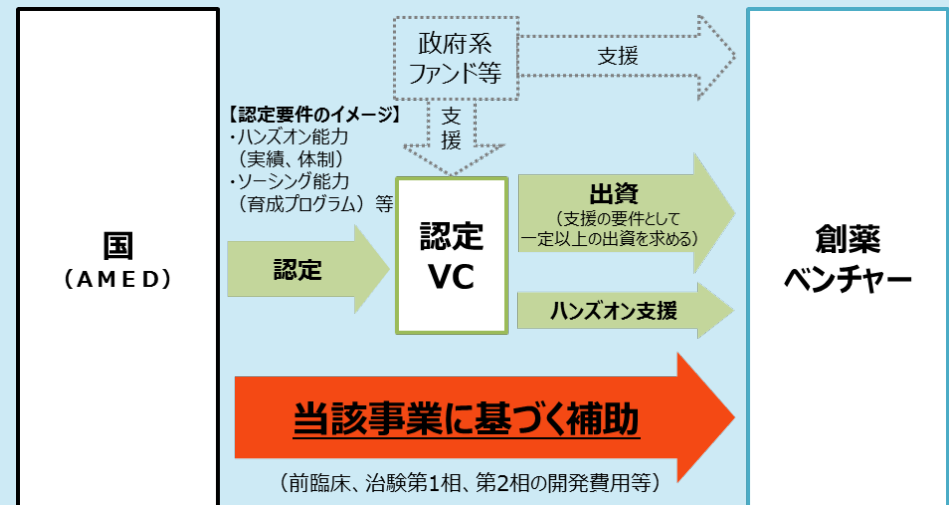 国
（ＡＭＥＤ）
【認定要件のイメージ】
・ハンズオン能力
（実績、体制）
・ソーシング能力
（育成プログラム）等
認定
政府系
ファンド等
支
援
支援
認定
VC
出資
（支援の要件として
一定以上の出資を求める）
ハンズオン支援
当該事業に基づく補助
（前臨床、治験第1相、第2相の開発費用等）
創薬
ベンチャー